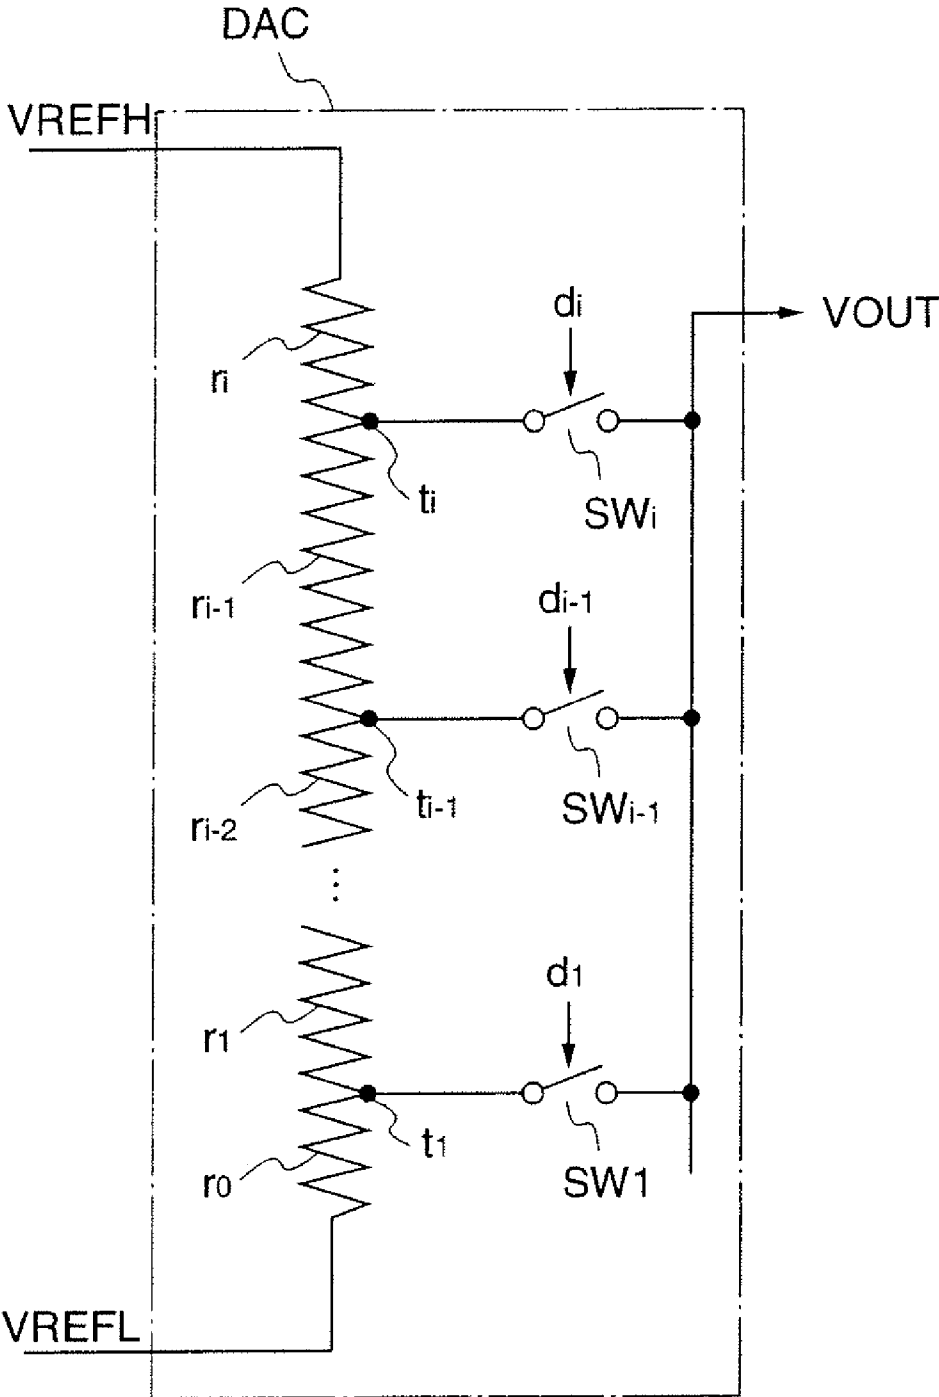 DAC
VREFH
di
VOUT
ri
ti
SWi
ri-1
di-1
ri-2
ti-1
SWi-1
d1
r1
t1
r0
SW1
VREFL